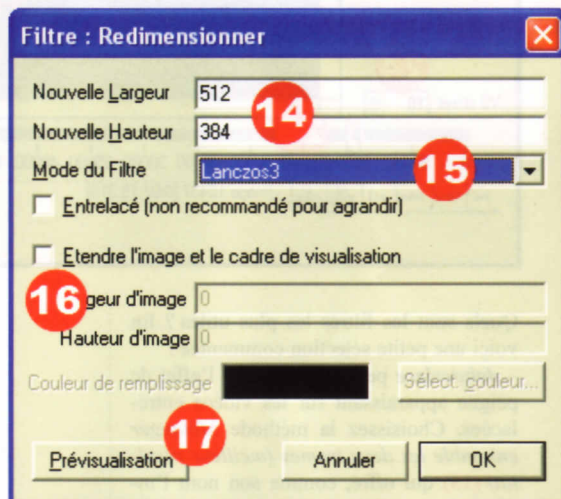 Filtre : Redimensionner
Nouvelle Largeur 512
14
Nouvelle Hauteur 384
Mode du Filtre Lanczos3
15
Entrelacé (non recommandé pour agrandir)
Etendre l'image et le cadre de visualisation
16
geur d'image 0
Hauteur d'image 0
Couleur de remplissage Sélect. couleur...
17
Prévisualisation Annuler OK